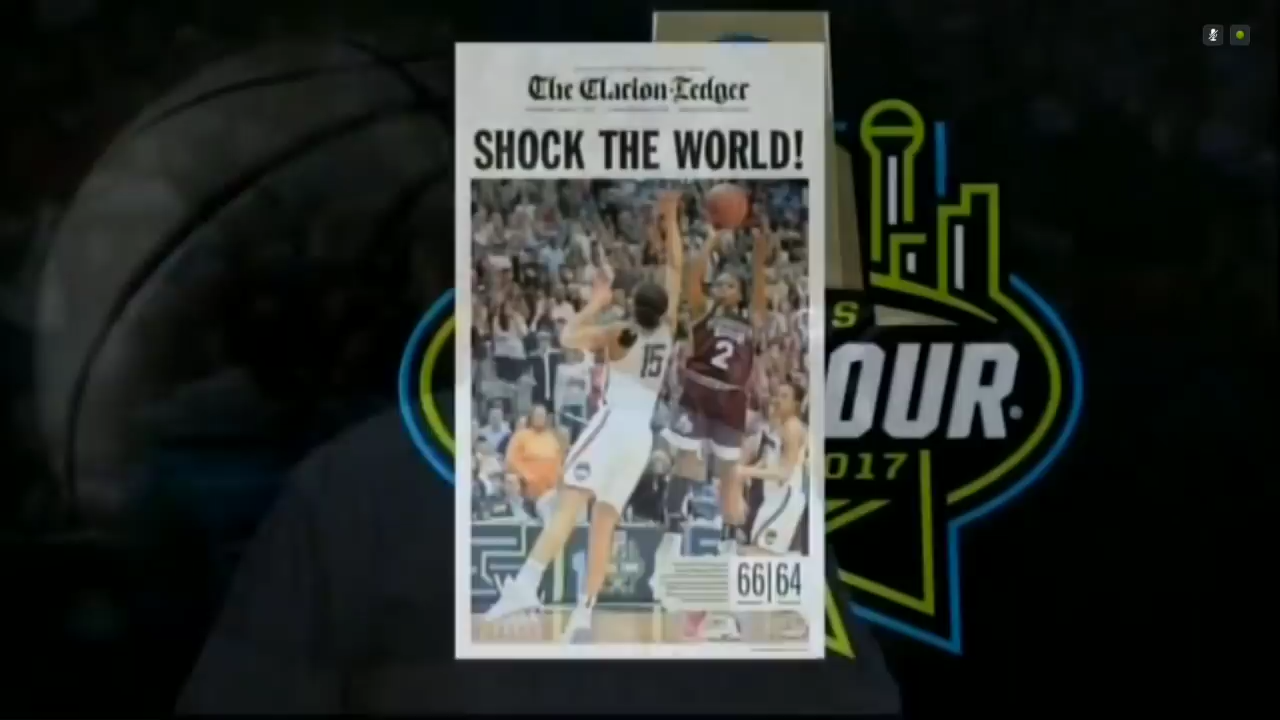 The Clarion-Ledger
SHOCK THE WORLD!
15
2
66|64
S
OUR
017